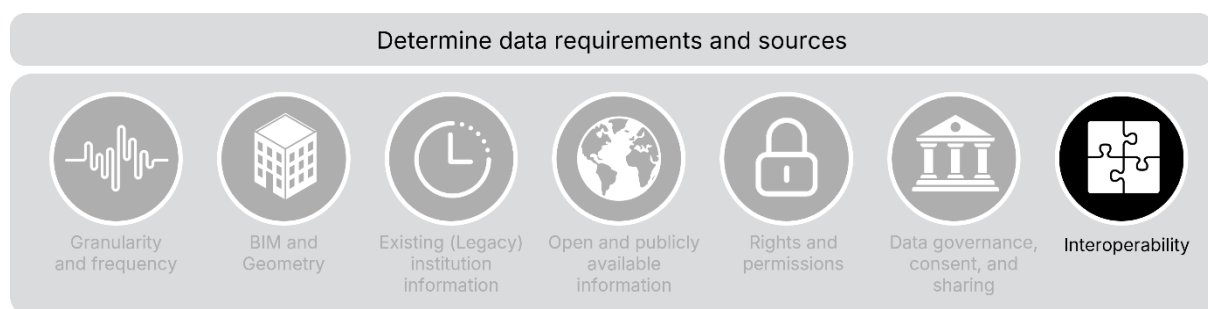 Determine data requirements and sources
Granularity
and frequency
BIM and
Geometry
Existing (Legacy)
institution
information
Open and publicly
available
information
Rights and
permissions
Data governance,
consent, and
sharing
Interoperability